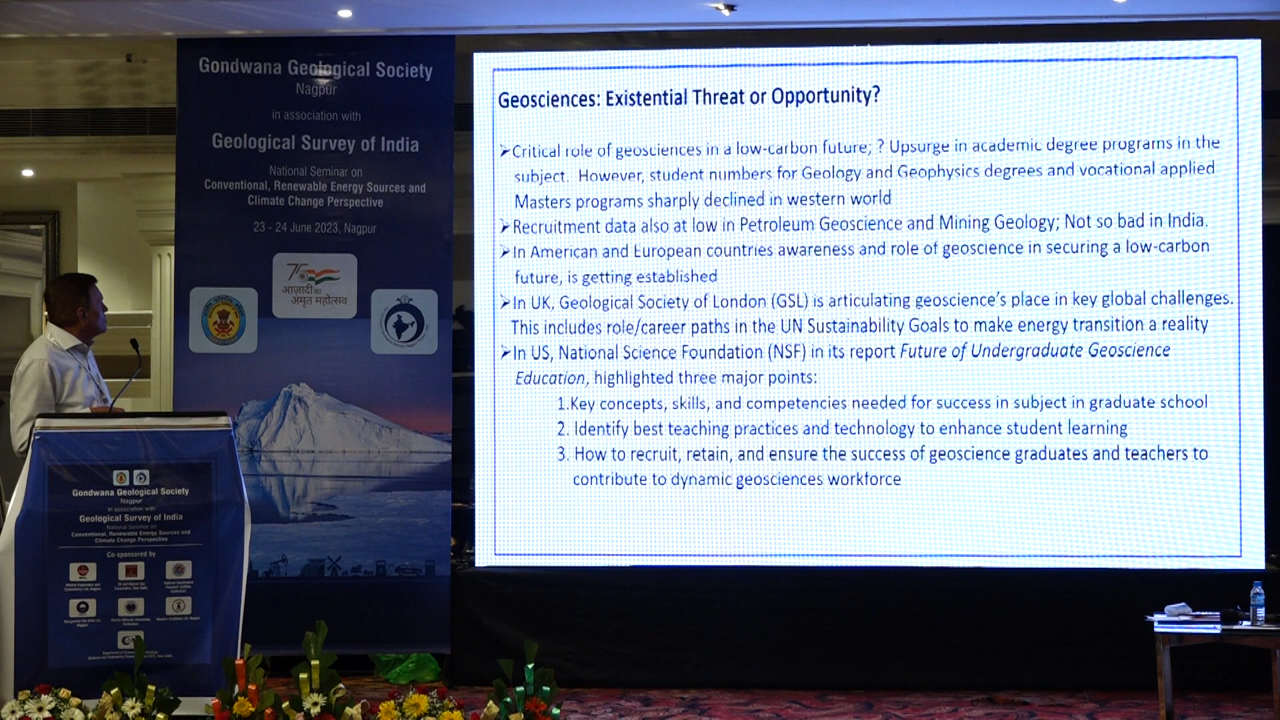 Gondwana Geological Society
Nagpur
in association with
Geological Survey of India
National Seminar on
Conventional, Renewable Energy Sources and
Climate Change Perspective
23 - 24 June 2023, Nagpur
75
आज़ादी का
अमृत महोत्सव
Geosciences: Existential Threat or Opportunity?
➢Critical role of geosciences in a low-carbon future; ? Upsurge in academic degree programs in the
subject. However, student numbers for Geology and Geophysics degrees and vocational applied
Masters programs sharply declined in western world
➢Recruitment data also at low in Petroleum Geoscience and Mining Geology; Not so bad in India.
➢In American and European countries awareness and role of geoscience in securing a low-carbon
future, is getting established
➢In UK, Geological Society of London (GSL) is articulating geoscience's place in key global challenges.
This includes role/career paths in the UN Sustainability Goals to make energy transition a reality
➢In US, National Science Foundation (NSF) in its report Future of Undergraduate Geoscience
Education, highlighted three major points:
1.Key concepts, skills, and competencies needed for success in subject in graduate school
2. Identify best teaching practices and technology to enhance student learning
3. How to recruit, retain, and ensure the success of geoscience graduates and teachers to
contribute to dynamic geosciences workforce
Gondwana Geological Society
Nagpur
in association with
Geological Survey of India
National Seminar on
Conventional, Renewable Energy Sources and
Climate Change Perspective
Co-sponsored by